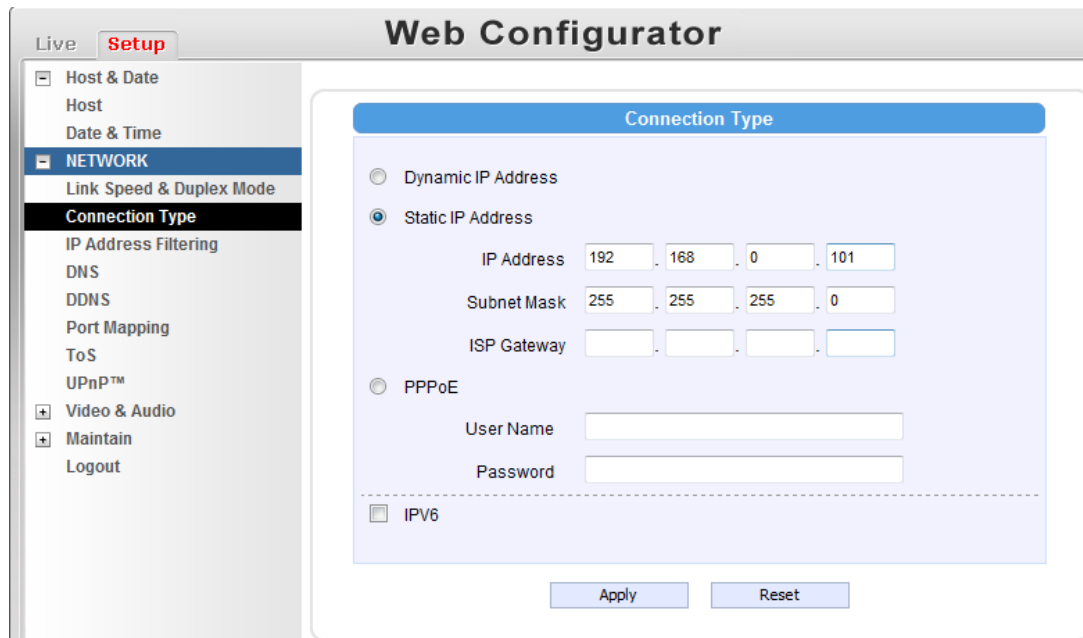 Web Configurator
Live Setup
Host & Date
Host
Date & Time
NETWORK
Link Speed & Duplex Mode
Connection Type
IP Address Filtering
DNS
DDNS
Port Mapping
ToS
UPnP™
Video & Audio
Maintain
Logout
Connection Type
Dynamic IP Address
Static IP Address
IP Address 192 . 168 . 0 . 101
Subnet Mask 255 . 255 . 255 . 0
ISP Gateway . . .
PPPoE
User Name
Password
IPV6
Apply Reset